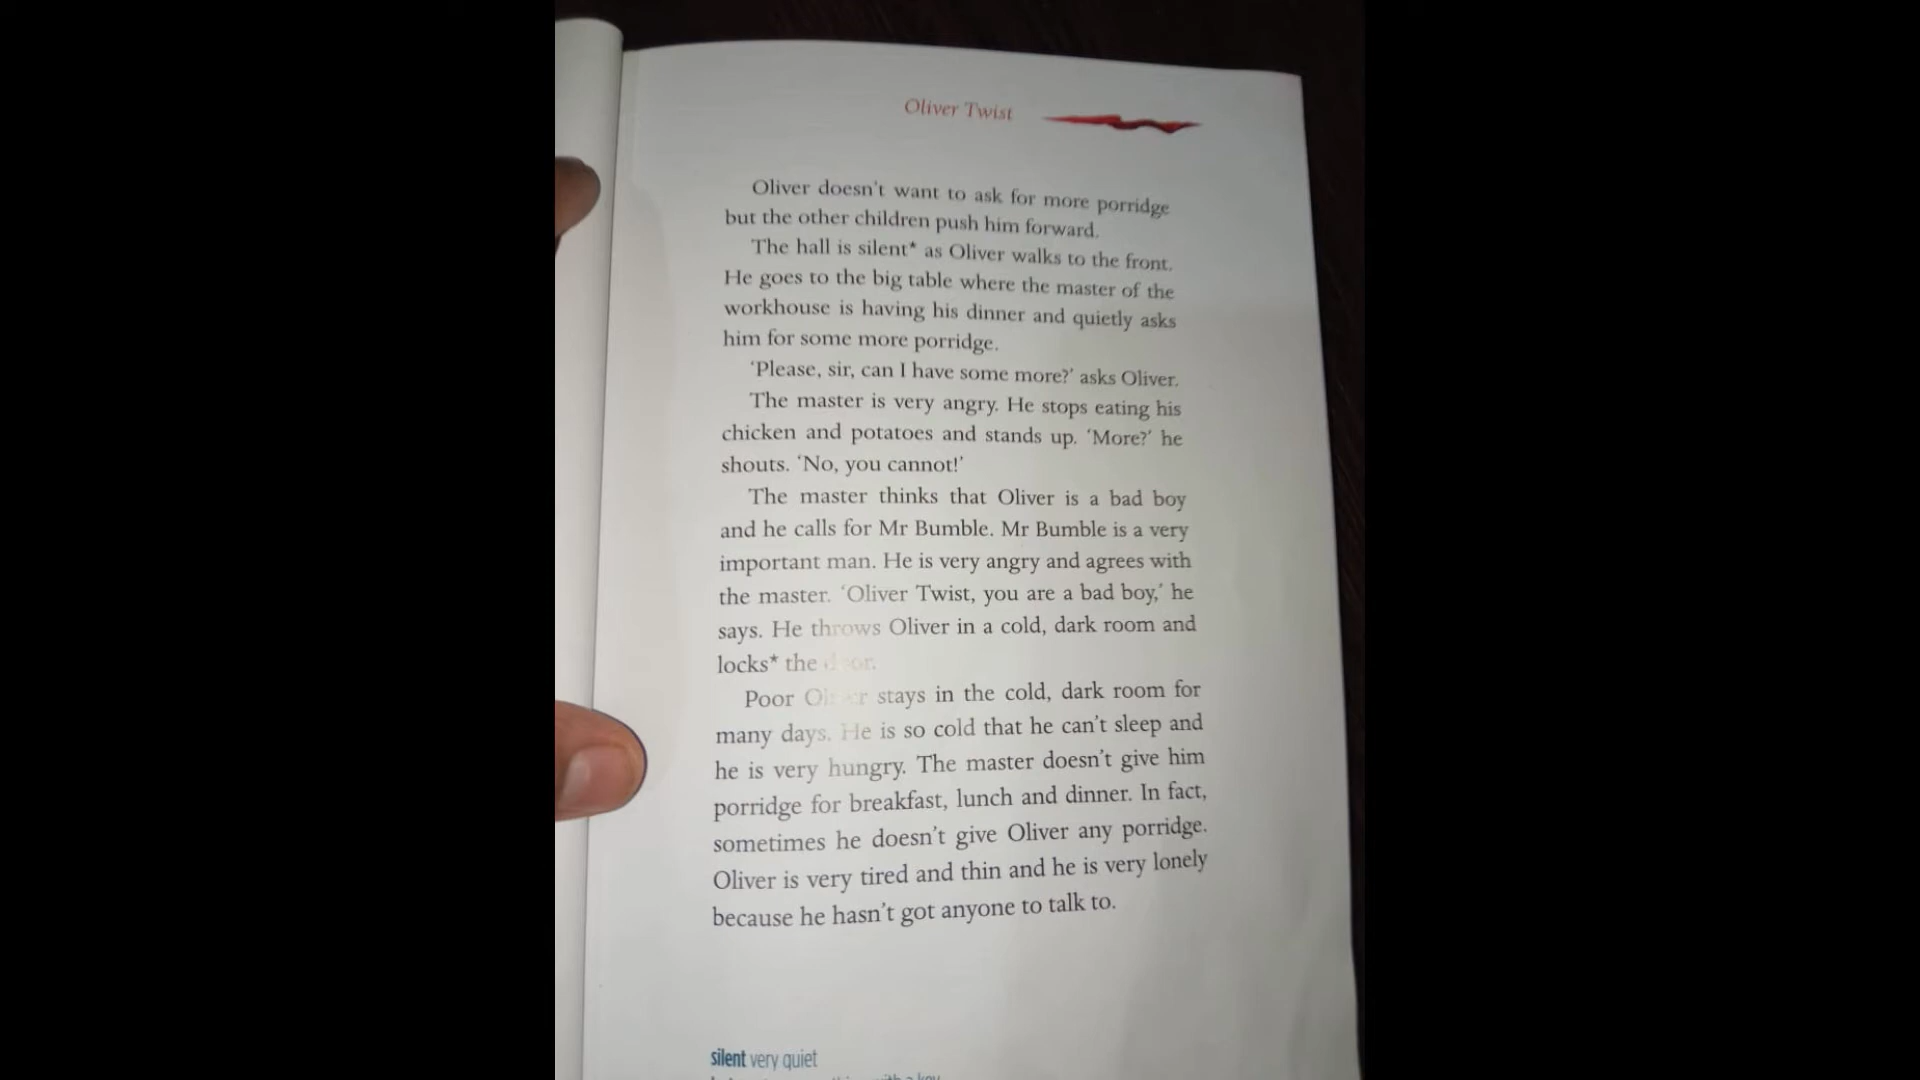 Oliver Twist
Oliver doesn't want to ask for more porridge
but the other children push him forward.
The hall is silent* as Oliver walks to the front.
He goes to the big table where the master of the
workhouse is having his dinner and quietly asks
him for some more porridge.
‘Please, sir, can I have some more?’ asks Oliver.
The master is very angry. He stops eating his
chicken and potatoes and stands up. ‘More?’ he
shouts. ‘No, you cannot!’
The master thinks that Oliver is a bad boy
and he calls for Mr Bumble. Mr Bumble is a very
important man. He is very angry and agrees with
the master. ‘Oliver Twist, you are a bad boy,’ he
says. He throws Oliver in a cold, dark room and
locks* the door.
Poor Oliver stays in the cold, dark room for
many days. He is so cold that he can't sleep and
he is very hungry. The master doesn't give him
porridge for breakfast, lunch and dinner. In fact,
sometimes he doesn't give Oliver any porridge.
Oliver is very tired and thin and he is very lonely
because he hasn't got anyone to talk to.
silent very quiet
with a key